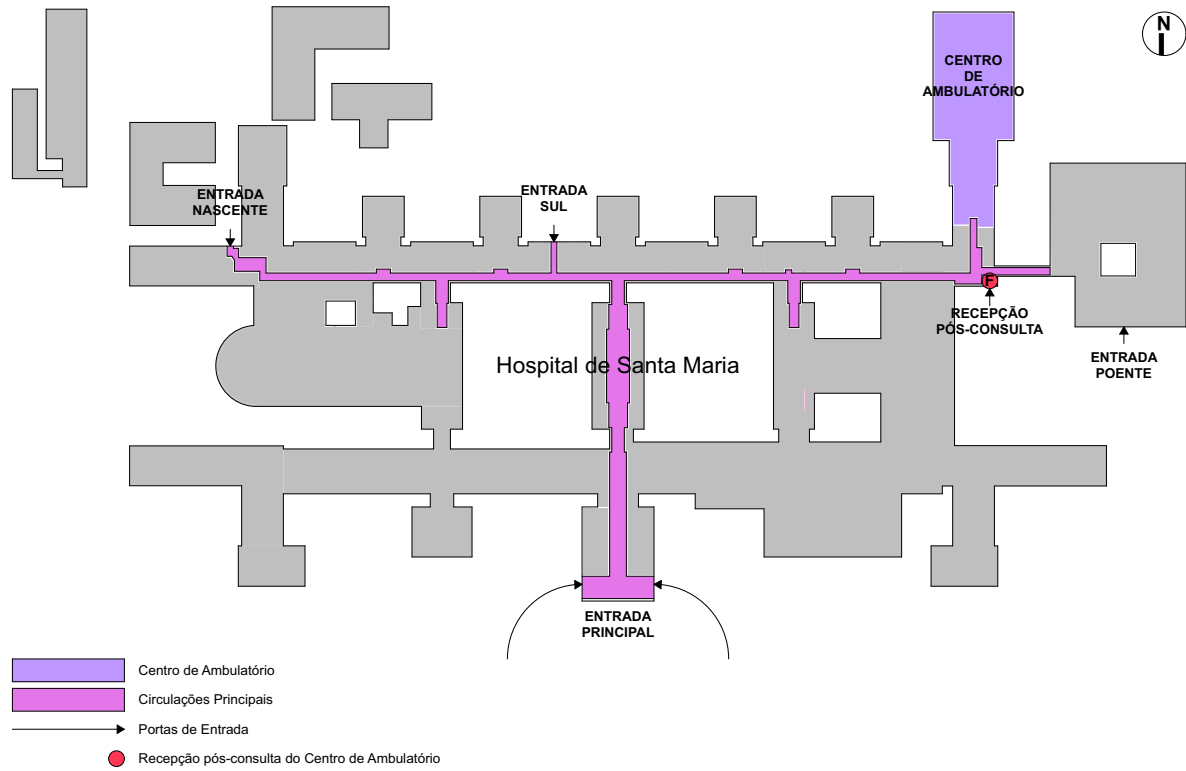 N
CENTRO
DE
AMBULATÓRIO
ENTRADA
NASCENTE
ENTRADA
SUL
F
RECEPÇÃO
PÓS-CONSULTA
ENTRADA
POENTE
Hospital de Santa Maria
ENTRADA
PRINCIPAL
Centro de Ambulatório
Circulações Principais
Portas de Entrada
Recepção pós-consulta do Centro de Ambulatório